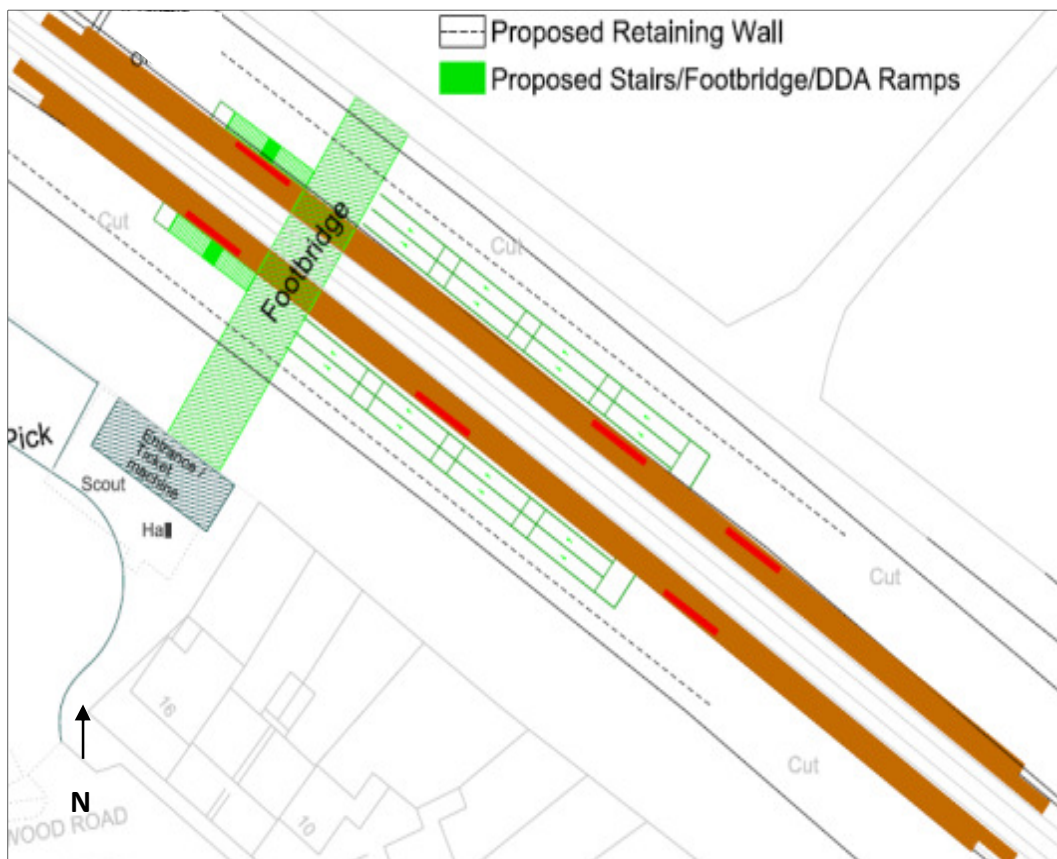 Proposed Retaining Wall
Proposed Stairs/Footbridge/DDA Ramps
Cut
Cut
Footbridge
Pick
Entrance /
Ticket
machine
Scout
Hall
Cut
16
Cut
N
10
WOOD ROAD